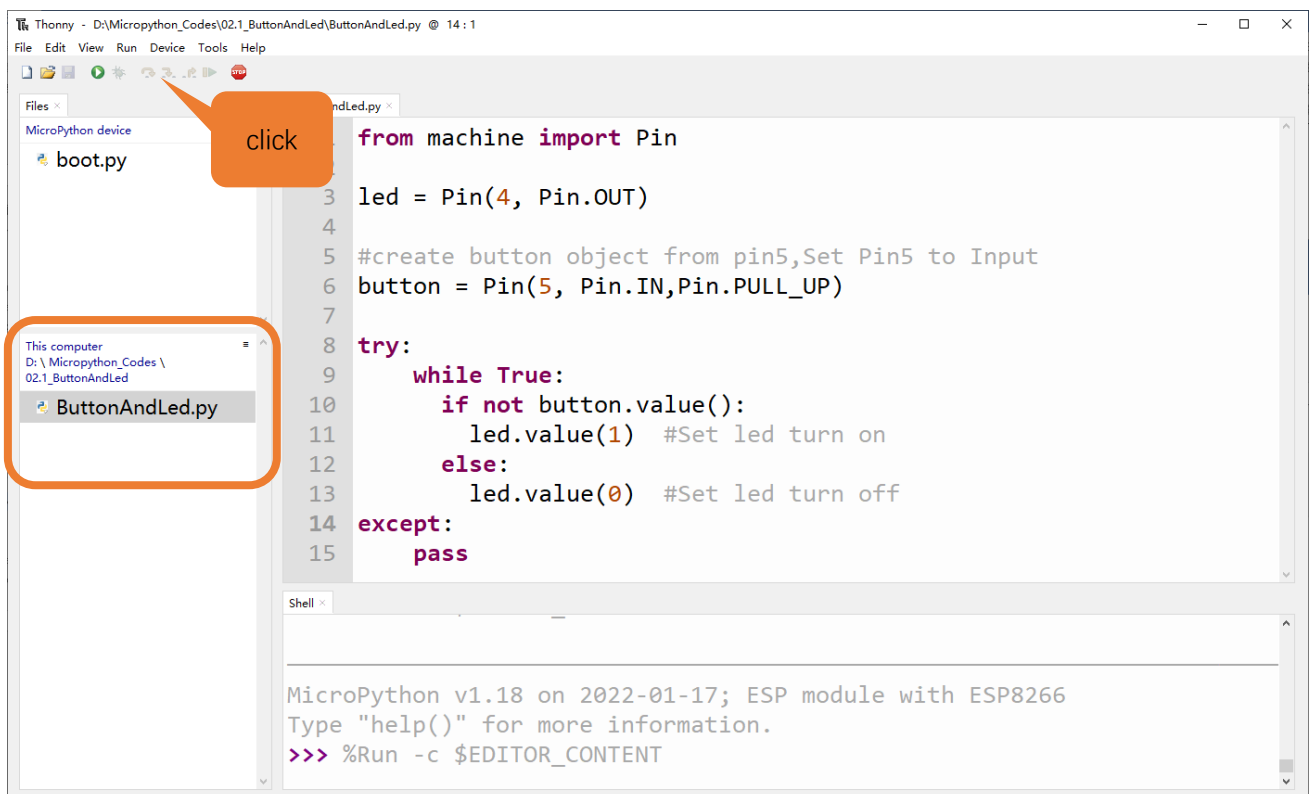 Thonny - D:\Micropython_Codes\02.1_ButtonAndLed\ButtonAndLed.py @ 14 : 1
File Edit View Run Device Tools Help
STOP
Files
ndLed.py
MicroPython device
boot.py
click
This computer
D: \ Micropython_Codes \
02.1_ButtonAndLed
ButtonAndLed.py
from machine import Pin
3 led = Pin(4, Pin.OUT)
4
5 #create button object from pin5,Set Pin5 to Input
6 button = Pin(5, Pin.IN,Pin.PULL_UP)
7
8 try:
9 while True:
10 if not button.value():
11 led.value(1) #Set led turn on
12 else:
13 led.value(0) #Set led turn off
14 except:
15 pass
Shell
MicroPython v1.18 on 2022-01-17; ESP module with ESP8266
Type "help()" for more information.
>>> %Run -c $EDITOR_CONTENT